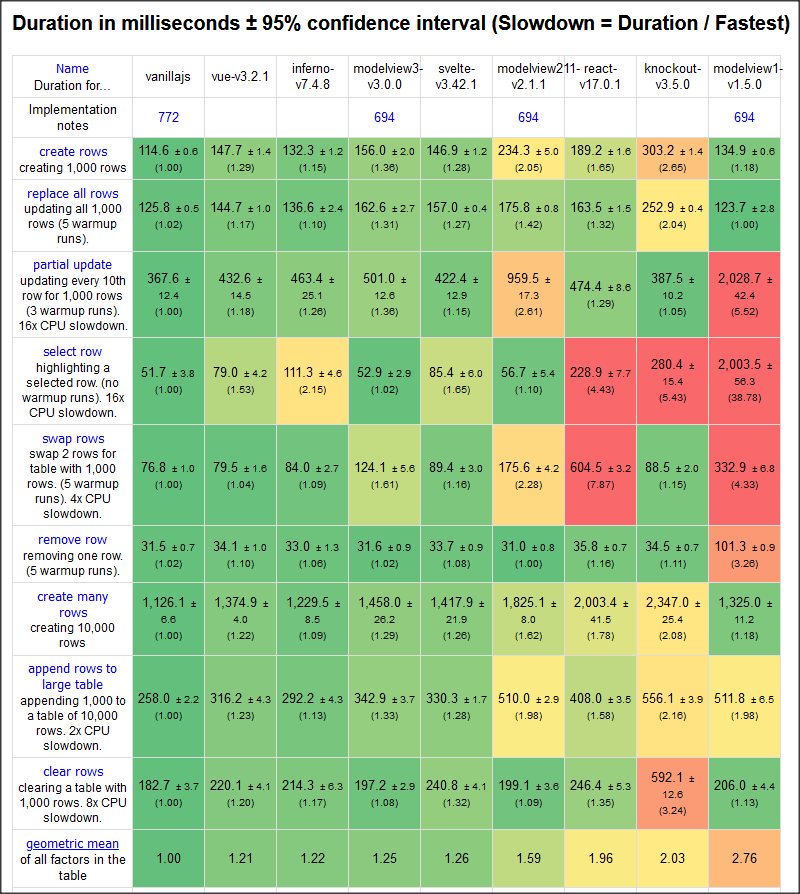 Duration in milliseconds ± 95% confidence interval (Slowdown = Duration / Fastest)
Name
Duration for...
vanillajs
vue-v3.2.1
inferno-
v7.4.8
modelview3-
v3.0.0
svelte-
v3.42.1
modelview211-
v2.1.1
react-
v17.0.1
knockout-
v3.5.0
modelview1-
v1.5.0
Implementation
notes
772
694
694
694
create rows
creating 1,000 rows
114.6 ± 0.6
(1.00)
147.7 ± 1.4
(1.29)
132.3 ± 1.2
(1.15)
156.0 ± 2.0
(1.36)
146.9 ± 1.2
(1.28)
234.3 ± 5.0
(2.05)
189.2 ± 1.6
(1.65)
303.2 ± 1.4
(2.65)
134.9 ± 0.6
(1.18)
replace all rows
updating all 1,000
rows (5 warmup
runs).
125.8 ± 0.5
(1.02)
144.7 ± 1.0
(1.17)
136.6 ± 2.4
(1.10)
162.6 ± 2.7
(1.31)
157.0 ± 0.4
(1.27)
175.8 ± 0.8
(1.42)
163.5 ± 1.5
(1.32)
252.9 ± 0.4
(2.04)
123.7 ± 2.8
(1.00)
partial update
updating every 10th
row for 1,000 rows
(3 warmup runs).
16x CPU slowdown.
367.6 ±
12.4
(1.00)
432.6 ±
14.5
(1.18)
463.4 ±
25.1
(1.26)
501.0 ±
12.6
(1.36)
422.4 ±
12.9
(1.15)
959.5 ±
17.3
(2.61)
474.4 ± 8.6
(1.29)
387.5 ±
10.2
(1.05)
2,028.7 ±
42.4
(5.52)
select row
highlighting a
selected row. (no
warmup runs). 16x
CPU slowdown.
51.7 ± 3.8
(1.00)
79.0 ± 4.2
(1.53)
111.3 ± 4.6
(2.15)
52.9 ± 2.9
(1.02)
85.4 ± 6.0
(1.65)
56.7 ± 5.4
(1.10)
228.9 ± 7.7
(4.43)
280.4 ±
15.4
(5.43)
2,003.5 ±
56.3
(38.78)
swap rows
swap 2 rows for
table with 1,000
rows. (5 warmup
runs). 4x CPU
slowdown.
76.8 ± 1.0
(1.00)
79.5 ± 1.6
(1.04)
84.0 ± 2.7
(1.09)
124.1 ± 5.6
(1.61)
89.4 ± 3.0
(1.16)
175.6 ± 4.2
(2.28)
604.5 ± 3.2
(7.87)
88.5 ± 2.0
(1.15)
332.9 ± 6.8
(4.33)
remove row
removing one row.
(5 warmup runs).
31.5 ± 0.7
(1.02)
34.1 ± 1.0
(1.10)
33.0 ± 1.3
(1.06)
31.6 ± 0.9
(1.02)
33.7 ± 0.9
(1.08)
31.0 ± 0.8
(1.00)
35.8 ± 0.7
(1.16)
34.5 ± 0.7
(1.11)
101.3 ± 0.9
(3.26)
create many
rows
creating 10,000
rows
1,126.1 ±
6.6
(1.00)
1,374.9 ±
4.0
(1.22)
1,229.5 ±
8.5
(1.09)
1,458.0 ±
26.2
(1.29)
1,417.9 ±
21.9
(1.26)
1,825.1 ±
8.0
(1.62)
2,003.4 ±
41.5
(1.78)
2,347.0 ±
25.4
(2.08)
1,325.0 ±
11.2
(1.18)
append rows to
large table
appending 1,000 to
a table of 10,000
rows. 2x CPU
slowdown.
258.0 ± 2.2
(1.00)
316.2 ± 4.3
(1.23)
292.2 ± 4.3
(1.13)
342.9 ± 3.7
(1.33)
330.3 ± 1.7
(1.28)
510.0 ± 2.9
(1.98)
408.0 ± 3.5
(1.58)
556.1 ± 3.9
(2.16)
511.8 ± 6.5
(1.98)
clear rows
clearing a table with
1,000 rows. 8x CPU
slowdown.
182.7 ± 3.7
(1.00)
220.1 ± 4.1
(1.20)
214.3 ± 6.3
(1.17)
197.2 ± 2.9
(1.08)
240.8 ± 4.1
(1.32)
199.1 ± 3.6
(1.09)
246.4 ± 5.3
(1.35)
592.1 ±
12.6
(3.24)
206.0 ± 4.4
(1.13)
geometric mean
of all factors in the
table
1.00
1.21
1.22
1.25
1.26
1.59
1.96
2.03
2.76